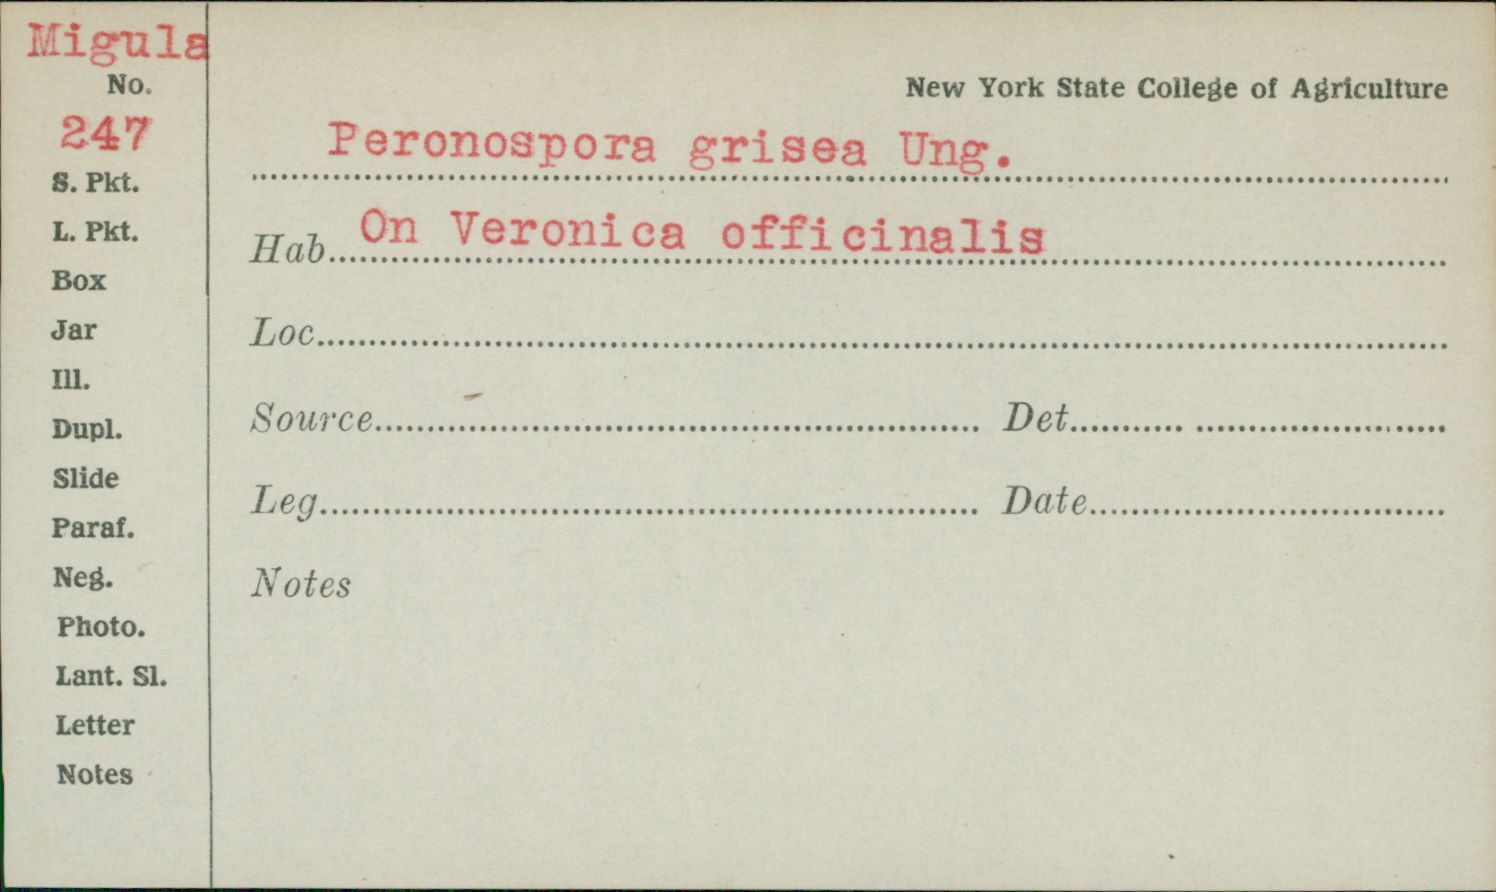 Migula
No.
247
S. Pkt.
L. Pkt.
Box
Jar
Ill.
Dupl.
Slide
Paraf.
Neg.
Photo.
Lant. Sl.
Letter
Notes
New York State College of Agriculture
Peronospora grisea Ung.
Hab. On Veronica officinalis
Loc.
Source Det.
Leg. Date
Notes